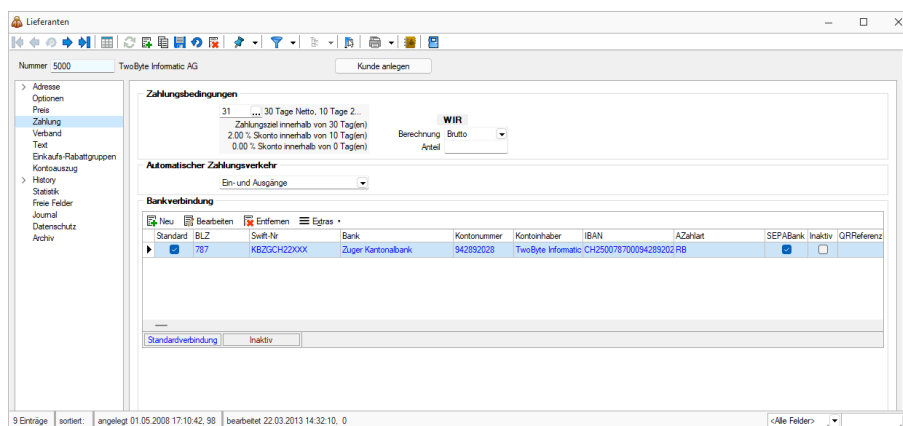 Lieferanten
Nummer 5000 TwoByte Informatic AG Kunde anlegen
Adresse
Optionen
Preis
Zahlung
Verband
Text
Einkaufs-Rabattgruppen
Kontoauszug
History
Statistik
Freie Felder
Journal
Datenschutz
Archiv
Zahlungsbedingungen
31 ... 30 Tage Netto, 10 Tage 2...
Zahlungsziel innerhalb von 30 Tag(en)
2.00 % Skonto innerhalb von 10 Tag(en)
0.00 % Skonto innerhalb von 0 Tag(en)
WIR
Berechnung Brutto
Anteil
Automatischer Zahlungsverkehr
Ein- und Ausgänge
Bankverbindung
Neu Bearbeiten Entfernen Extras
Standard BLZ Swift-Nr Bank Kontonummer Kontoinhaber IBAN AZahlart SEPABank Inaktiv QRReferenz
787 KBZGCH22XXX Zuger Kantonalbank 942892028 TwoByte Informatic CH2500787000942892028 RB
Standardverbindung Inaktiv
9 Einträge sortiert: angelegt 01.05.2008 17:10:42, 98 bearbeitet 22.03.2013 14:32:10, 0 <Alle Felder>